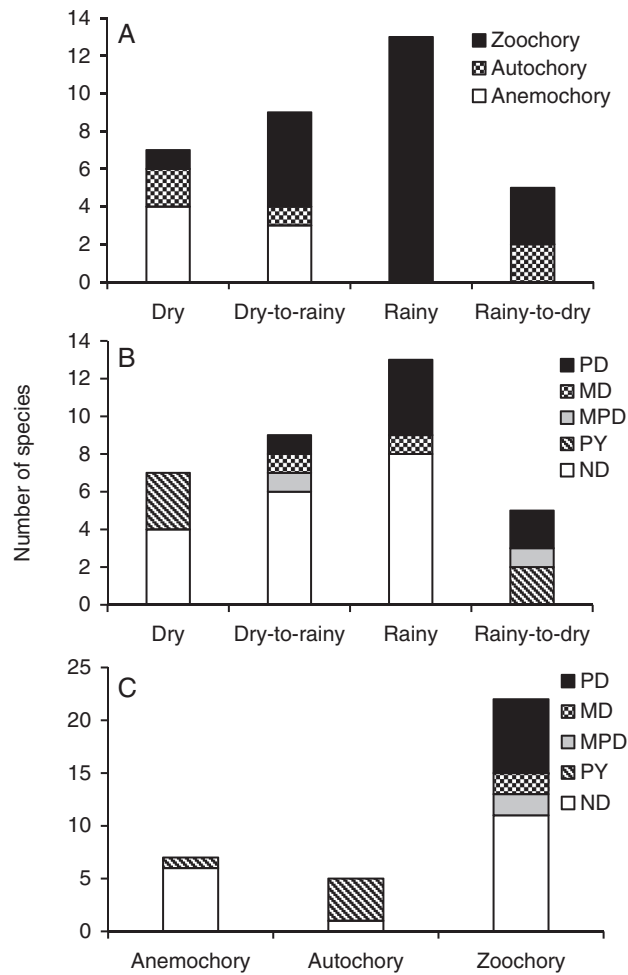 A
14
12
10
8
6
4
2
0
Zoochory
Autochory
Anemochory
Dry Dry-to-rainy Rainy Rainy-to-dry
Number of species
B
14
12
10
8
6
4
2
0
PD
MD
MPD
PY
ND
Dry Dry-to-rainy Rainy Rainy-to-dry
C
25
20
15
10
5
0
PD
MD
MPD
PY
ND
Anemochory Autochory Zoochory